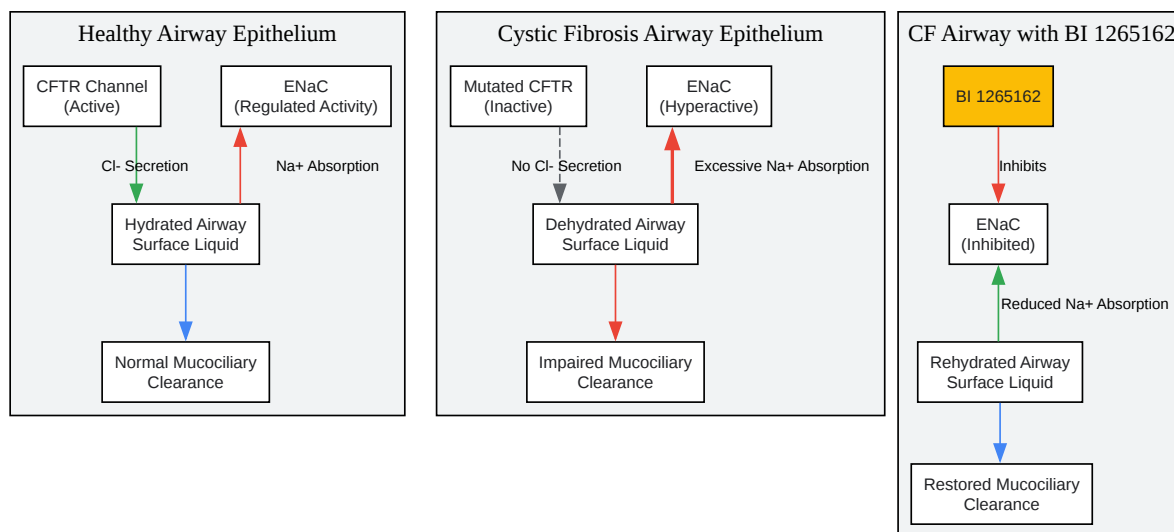 Healthy Airway Epithelium
CFTR Channel
(Active)
ENaC
(Regulated Activity)
Cl- Secretion
Na+ Absorption
Hydrated Airway
Surface Liquid
Normal Mucociliary
Clearance
Cystic Fibrosis Airway Epithelium
Mutated CFTR
(Inactive)
ENaC
(Hyperactive)
No Cl- Secretion
Excessive Na+ Absorption
Dehydrated Airway
Surface Liquid
Impaired Mucociliary
Clearance
CF Airway with BI 1265162
BI 1265162
Inhibits
ENaC
(Inhibited)
Reduced Na+ Absorption
Rehydrated Airway
Surface Liquid
Restored Mucociliary
Clearance